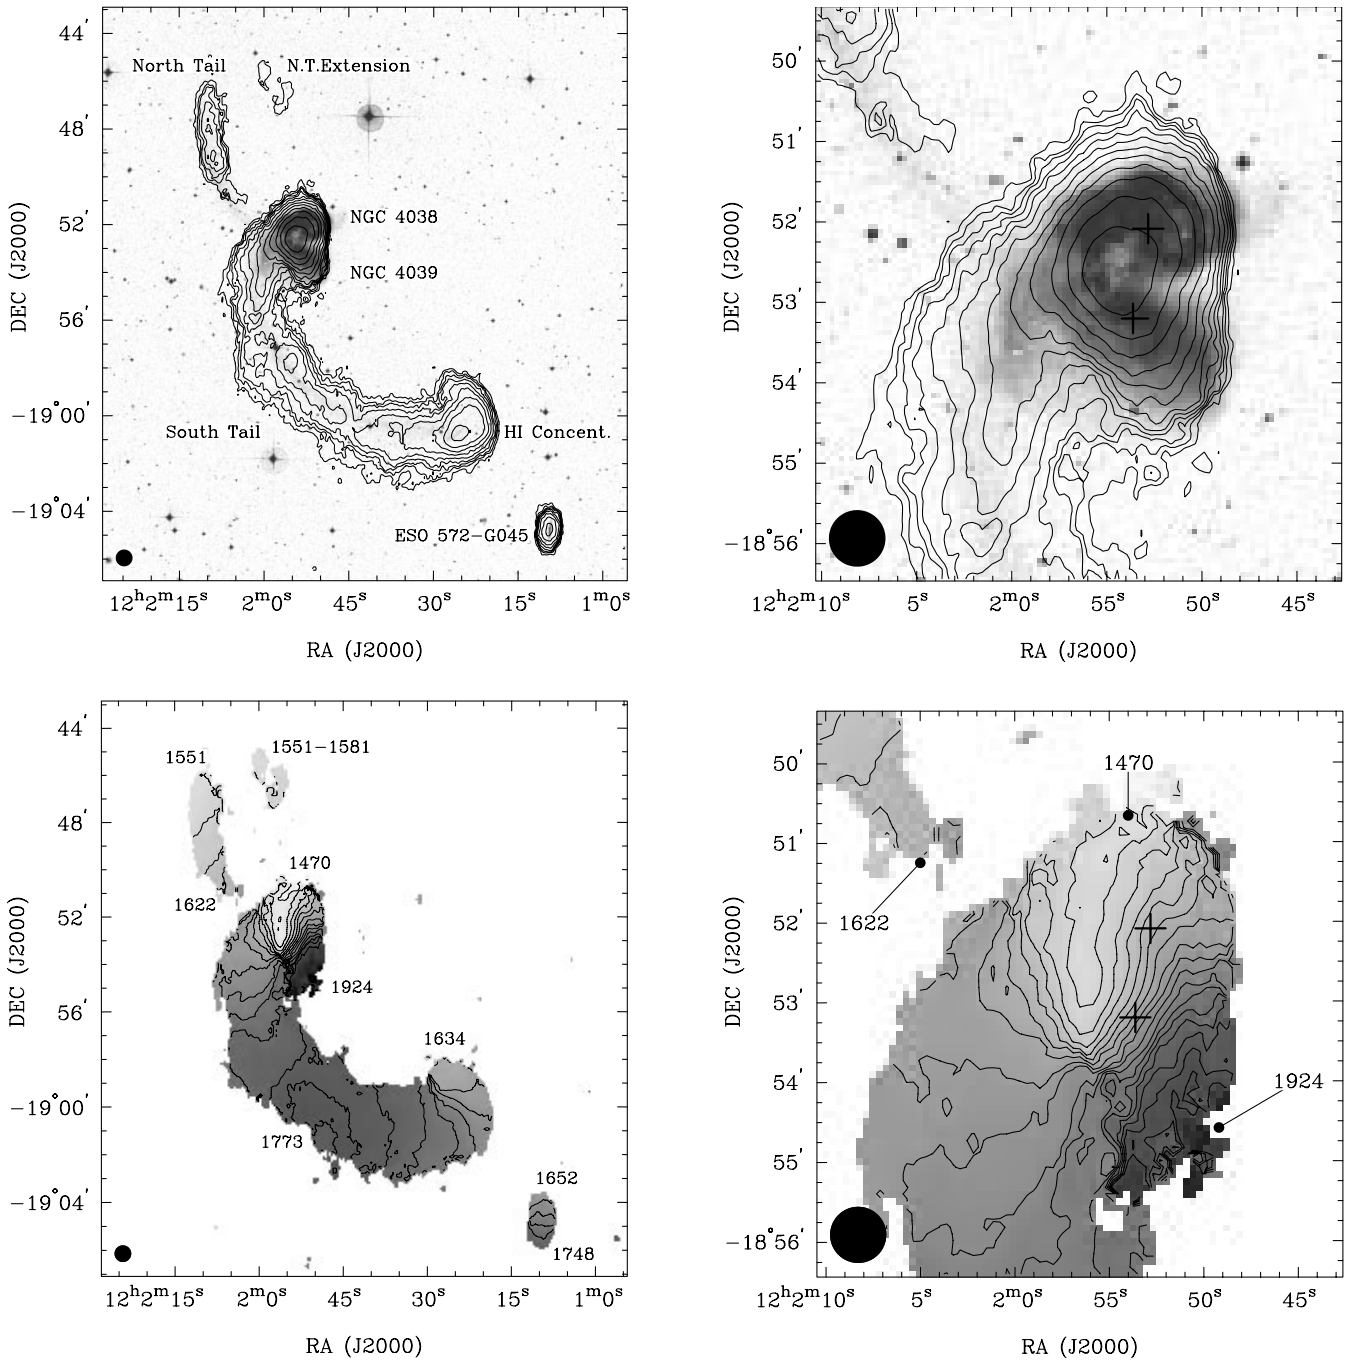 44′
48′
52′
56′
−19°00′
−19°04′
DEC (J2000)
North Tail
N.T.Extension
NGC 4038
NGC 4039
South Tail
HI Concent.
ESO 572−G045
12ʰ2ᵐ15ˢ 2ᵐ0ˢ 45ˢ 30ˢ 15ˢ 1ᵐ0ˢ
RA (J2000)
50′
51′
52′
53′
54′
55′
−18°56′
DEC (J2000)
12ʰ2ᵐ10ˢ 5ˢ 2ᵐ0ˢ 55ˢ 50ˢ 45ˢ
RA (J2000)
44′
48′
52′
56′
−19°00′
−19°04′
DEC (J2000)
1551
1551−1581
1470
1622
1924
1634
1773
1652
1748
12ʰ2ᵐ15ˢ 2ᵐ0ˢ 45ˢ 30ˢ 15ˢ 1ᵐ0ˢ
RA (J2000)
50′
51′
52′
53′
54′
55′
−18°56′
DEC (J2000)
1470
1622
1924
12ʰ2ᵐ10ˢ 5ˢ 2ᵐ0ˢ 55ˢ 50ˢ 45ˢ
RA (J2000)